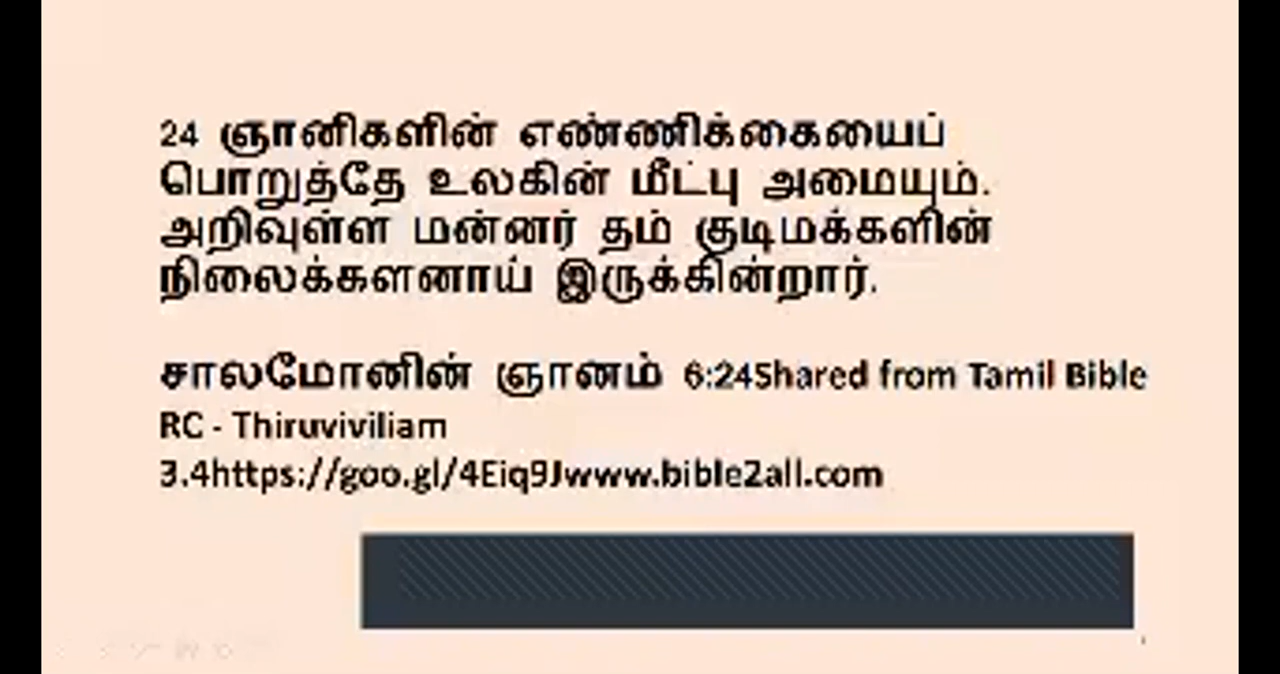 24 ஞானிகளின் எண்ணிக்கையைப்
பொறுத்தே உலகின் மீட்பு அமையும்.
அறிவுள்ள மன்னர் தம் குடிமக்களின்
நிலைக்களனாய் இருக்கின்றார்.
சாலமோனின் ஞானம் 6:24Shared from Tamil Bible
RC - Thiruviviliam
3.4https://goo.gl/4Eiq9Jwww.bible2all.com